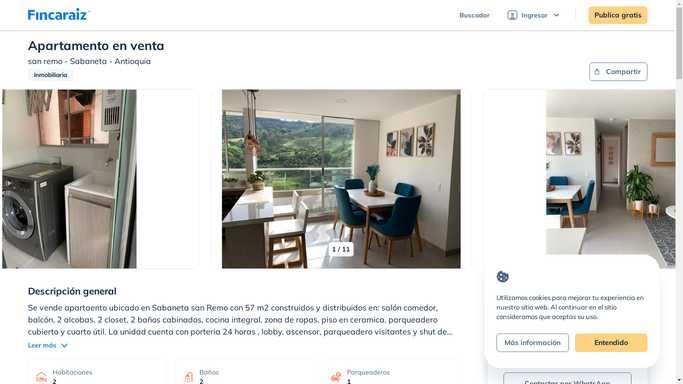 Fincaraiz
Buscador
Ingresar
Publica gratis
Apartamento en venta
san remo - Sabaneta - Antioquia
Inmobiliaria
Compartir
1 / 11
Descripción general
Se vende apartaento ubicado en Sabaneta san Remo con 57 m2 construidos y distribuidos en: salón comedor,
balcón, 2 alcobas, 2 closet, 2 baños cabinados, cocina integral, zona de ropas, piso en ceramica, parqueadero
cubierto y cuarto útil. La unidad cuenta con porteria 24 horas , lobby, ascensor, parqueadero visitantes y shut de...
Leer más
Habitaciones
2
Baños
2
Parqueaderos
1
Utilizamos cookies para mejorar tu experiencia en
nuestro sitio web. Al continuar en el sitio
consideramos que aceptas su uso.
Más información
Entendido
Contactar por WhatsApp